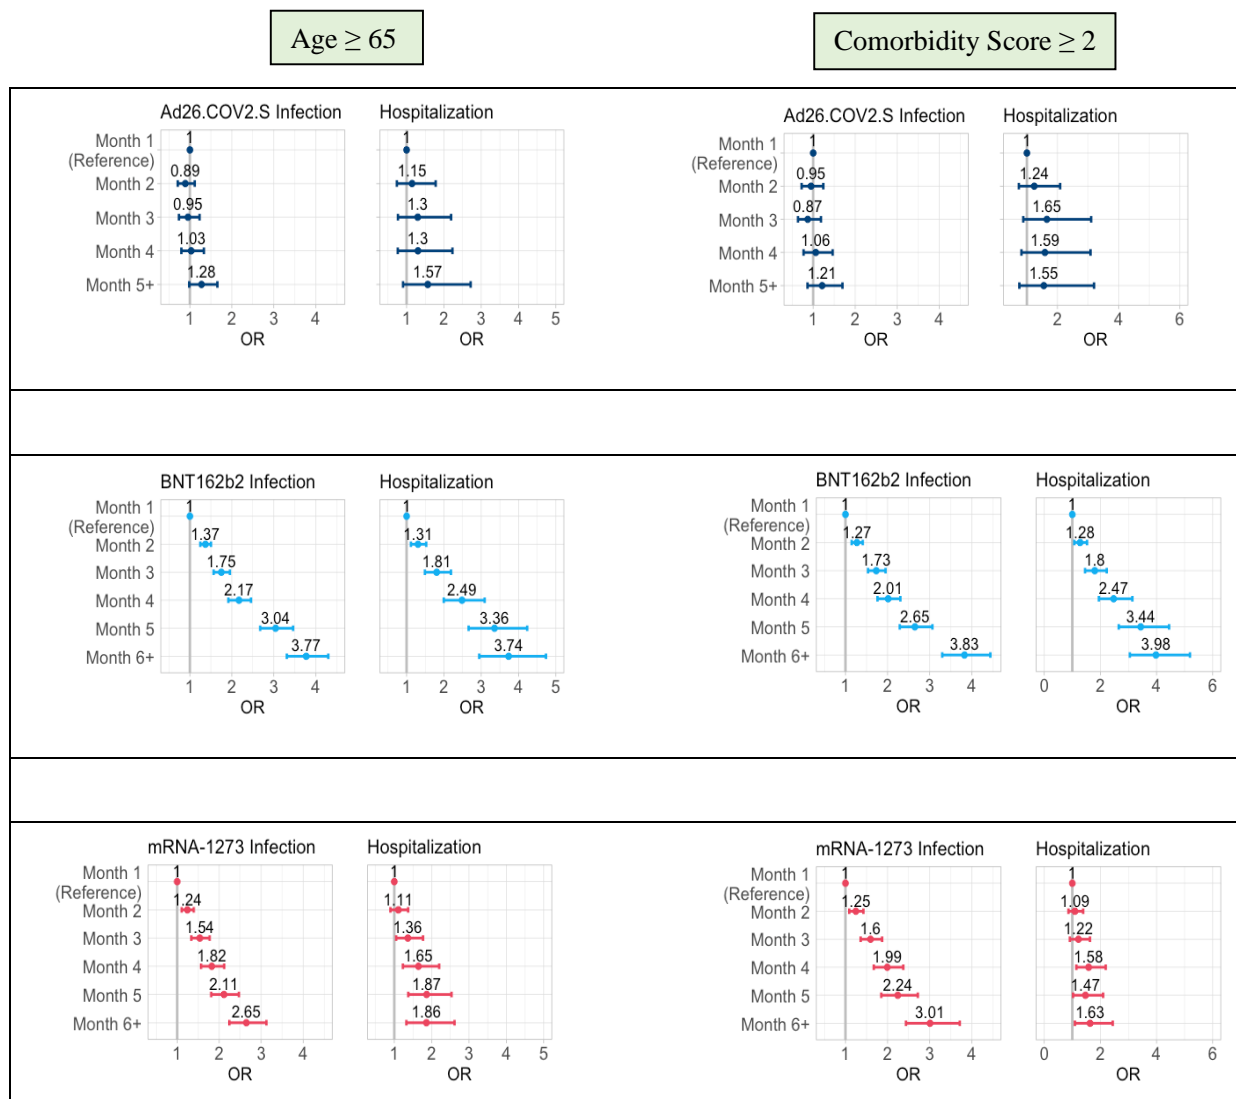 Age ≥ 65
Comorbidity Score ≥ 2
Ad26.COV2.S Infection
Hospitalization
Month 1
(Reference)
Month 2
Month 3
Month 4
Month 5+
1
0.89
0.95
1.03
1.28
1 2 3 4
OR
1
1.15
1.3
1.3
1.57
1 2 3 4 5
OR
Ad26.COV2.S Infection
Hospitalization
Month 1
(Reference)
Month 2
Month 3
Month 4
Month 5+
1
0.95
0.87
1.06
1.21
1 2 3 4
OR
1
1.24
1.65
1.59
1.55
2 4 6
OR
BNT162b2 Infection
Hospitalization
Month 1
(Reference)
Month 2
Month 3
Month 4
Month 5
Month 6+
1
1.37
1.75
2.17
3.04
3.77
1 2 3 4
OR
1
1.31
1.81
2.49
3.36
3.74
1 2 3 4 5
OR
BNT162b2 Infection
Hospitalization
Month 1
(Reference)
Month 2
Month 3
Month 4
Month 5
Month 6+
1
1.27
1.73
2.01
2.65
3.83
1 2 3 4
OR
1
1.28
1.8
2.47
3.44
3.98
0 2 4 6
OR
mRNA-1273 Infection
Hospitalization
Month 1
(Reference)
Month 2
Month 3
Month 4
Month 5
Month 6+
1
1.24
1.54
1.82
2.11
2.65
1 2 3 4
OR
1
1.11
1.36
1.65
1.87
1.86
1 2 3 4 5
OR
mRNA-1273 Infection
Hospitalization
Month 1
(Reference)
Month 2
Month 3
Month 4
Month 5
Month 6+
1
1.25
1.6
1.99
2.24
3.01
1 2 3 4
OR
1
1.09
1.22
1.58
1.47
1.63
0 2 4 6
OR